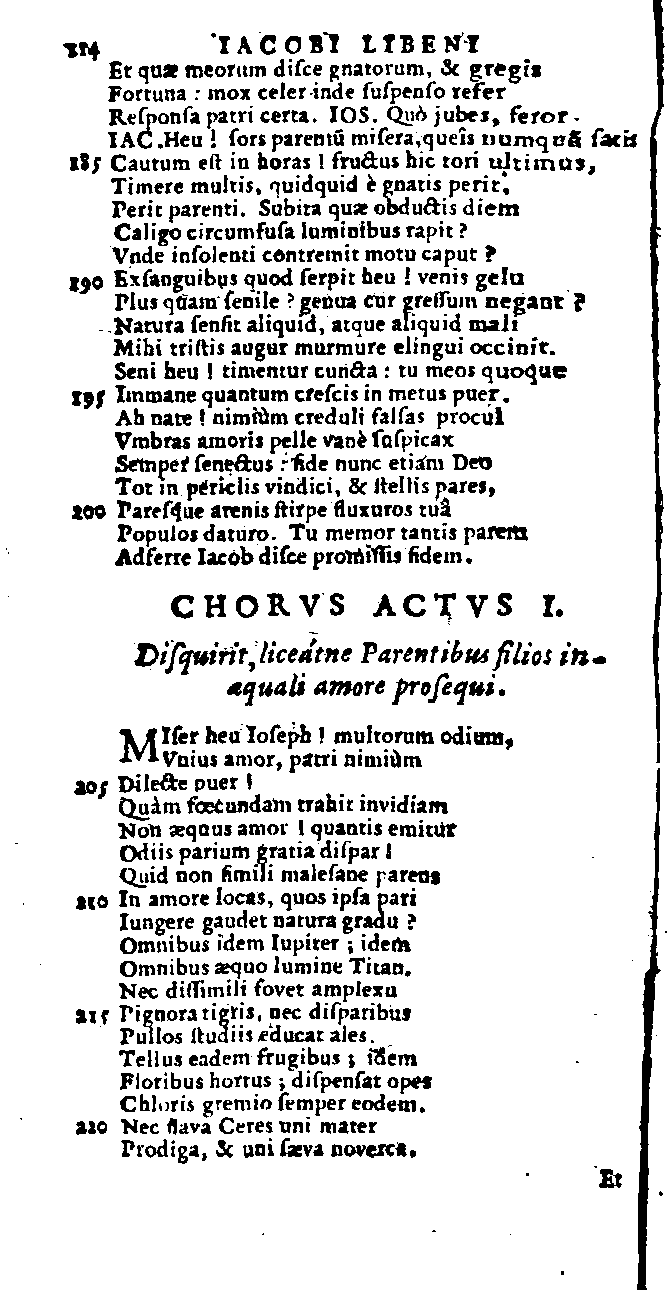 214 IACOBI LIBENI
Et quæ meorum disce gnatorum, & gregis
Fortuna : mox celer inde suspenso refer
Responsa patri certa. IOS. Quò jubes, feror.
IAC. Heu ! sors parentũ misera, queîs numquã satis
185 Cautum est in horas ! fructus hic tori ultimus,
Timere multis, quidquid è gnatis perit,
Perit parenti. Subita quæ obductis diem
Caligo circumfusa luminibus rapit ?
Vnde insolenti contremit motu caput ?
190 Exsanguibus quod serpit heu ! venis gelu
Plus quam senile ? genua cur gressum negant ?
Natura sensit aliquid, atque aliquid mali
Mihi tristis augur murmure elingui occinit.
Seni heu ! timentur cuncta : tu meos quoque
195 Immane quantum crescis in metus puer.
Ah nate ! nimiùm creduli falsas procul
Vmbras amoris pelle vanè suspicax
Semper senectus : fide nunc etiám Deo
Tot in periclis vindici, & stellis pares,
200 Paresque arenis stirpe fluxuros tuâ
Populos daturo. Tu memor tantis parem
Adferre Iacob disce promissis fidem.
CHORVS ACTVS I.
Disquirit, liceatne Parentibus filios in-
æquali amore prosequi.
MIser heu Ioseph ! multorum odium,
Vnius amor, patri nimiùm
205 Dilecte puer !
Quàm fœcundam trahit invidiam
Non æquus amor ! quantis emitur
Odiis parium gratia dispar !
Quid non simili malesane parens
210 In amore locas, quos ipsa pari
Iungere gaudet natura gradu ?
Omnibus idem Iupiter ; idem
Omnibus æquo lumine Titan.
Nec dissimili fovet amplexu
215 Pignora tigris, nec disparibus
Pullos studiis educat ales.
Tellus eadem frugibus ; idem
Floribus hortus ; dispensat opes
Chloris gremio semper eodem.
220 Nec flava Ceres uni mater
Prodiga, & uni sæva noverca.
Et